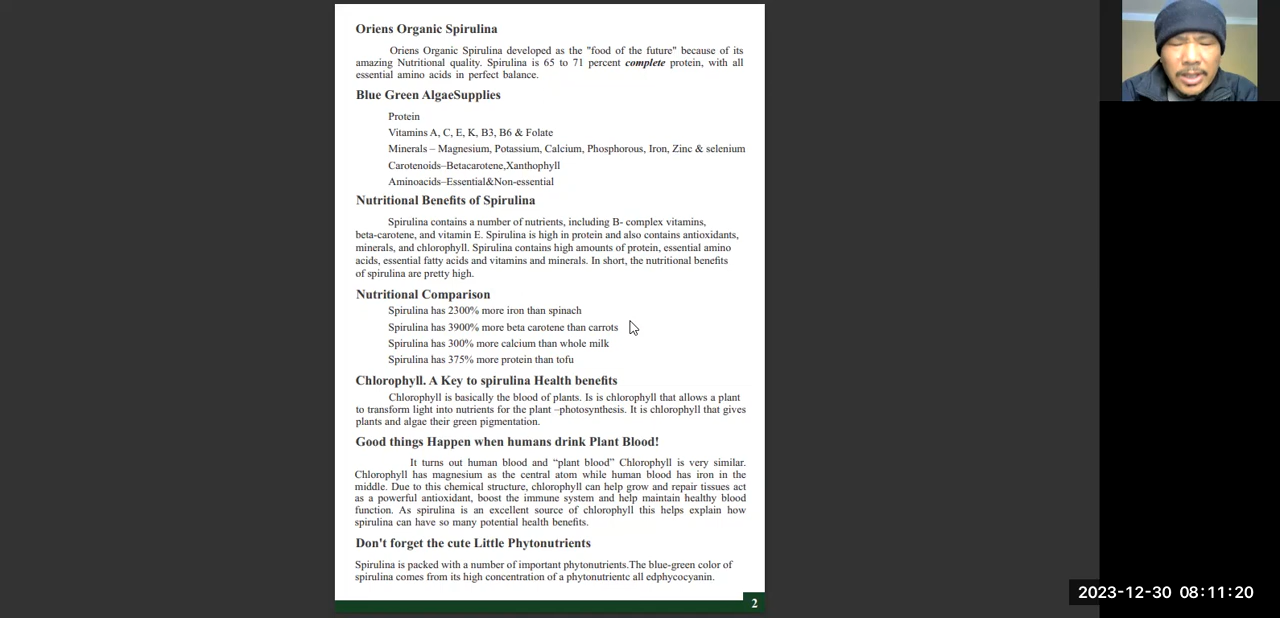 Oriens Organic Spirulina
Oriens Organic Spirulina developed as the "food of the future" because of its
amazing Nutritional quality. Spirulina is 65 to 71 percent complete protein, with all
essential amino acids in perfect balance.
Blue Green AlgaeSupplies
Protein
Vitamins A, C, E, K, B3, B6 & Folate
Minerals – Magnesium, Potassium, Calcium, Phosphorous, Iron, Zinc & selenium
Carotenoids–Betacarotene,Xanthophyll
Aminoacids–Essential&Non-essential
Nutritional Benefits of Spirulina
Spirulina contains a number of nutrients, including B- complex vitamins,
beta-carotene, and vitamin E. Spirulina is high in protein and also contains antioxidants,
minerals, and chlorophyll. Spirulina contains high amounts of protein, essential amino
acids, essential fatty acids and vitamins and minerals. In short, the nutritional benefits
of spirulina are pretty high.
Nutritional Comparison
Spirulina has 2300% more iron than spinach
Spirulina has 3900% more beta carotene than carrots
Spirulina has 300% more calcium than whole milk
Spirulina has 375% more protein than tofu
Chlorophyll. A Key to spirulina Health benefits
Chlorophyll is basically the blood of plants. Is is chlorophyll that allows a plant
to transform light into nutrients for the plant –photosynthesis. It is chlorophyll that gives
plants and algae their green pigmentation.
Good things Happen when humans drink Plant Blood!
It turns out human blood and “plant blood” Chlorophyll is very similar.
Chlorophyll has magnesium as the central atom while human blood has iron in the
middle. Due to this chemical structure, chlorophyll can help grow and repair tissues act
as a powerful antioxidant, boost the immune system and help maintain healthy blood
function. As spirulina is an excellent source of chlorophyll this helps explain how
spirulina can have so many potential health benefits.
Don't forget the cute Little Phytonutrients
Spirulina is packed with a number of important phytonutrients.The blue-green color of
spirulina comes from its high concentration of a phytonutrientc all edphycocyanin.
2
2023-12-30 08:11:20